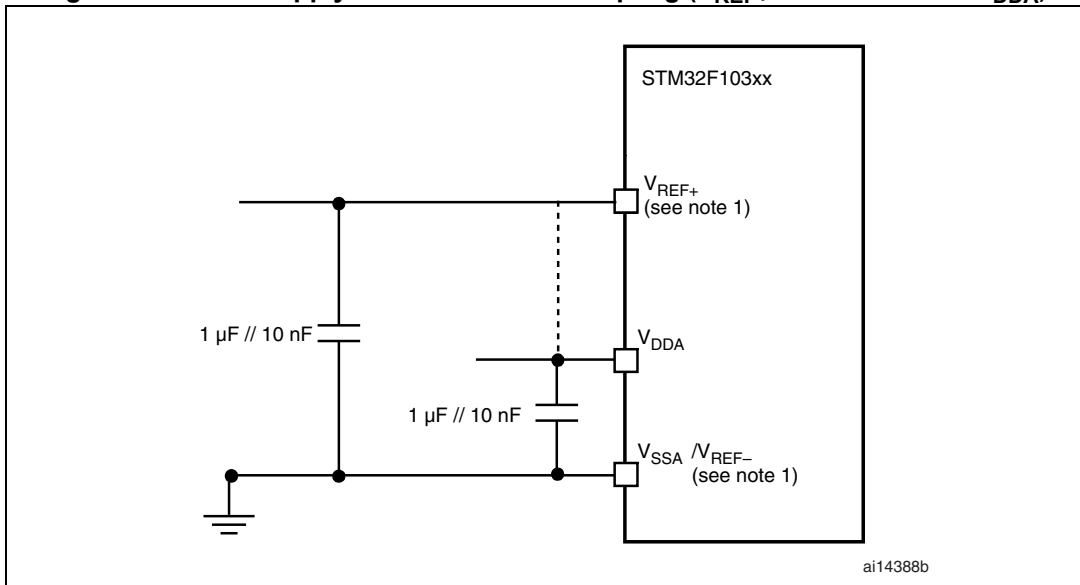 STM32F103xx
VREF+
(see note 1)
1 µF // 10 nF
VDDA
1 µF // 10 nF
VSSA /VREF–
(see note 1)
ai14388b